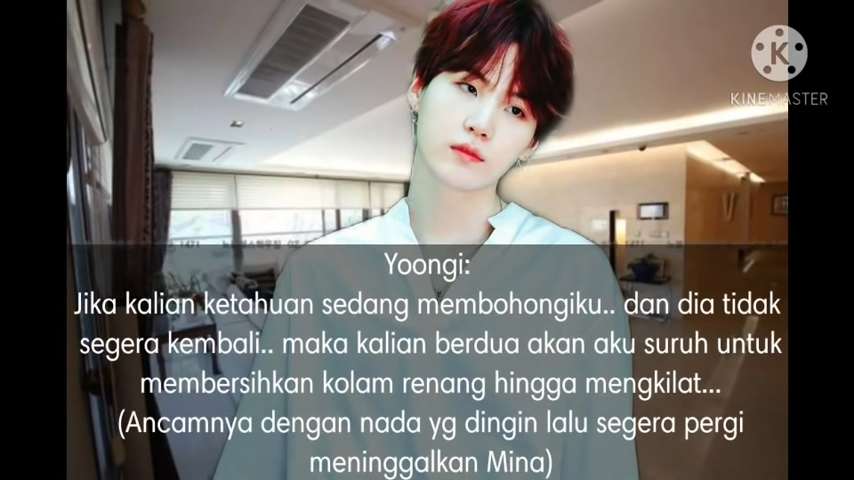 KINEMASTER
Yoongi:
Jika kalian ketahuan sedang membohongiku.. dan dia tidak
segera kembali.. maka kalian berdua akan aku suruh untuk
membersihkan kolam renang hingga mengkilat...
(Ancamnya dengan nada yg dingin lalu segera pergi
meninggalkan Mina)